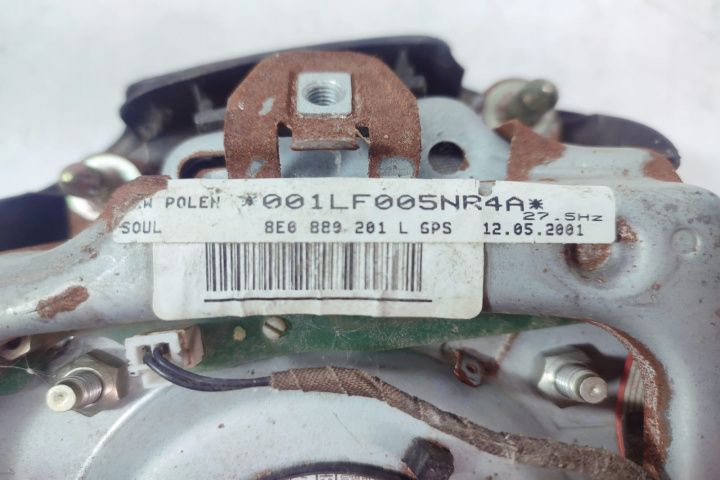 POLEN *001LF005NR4A*
27.5Hz
SOUL 8E0 889 201 L GPS 12.05.2001